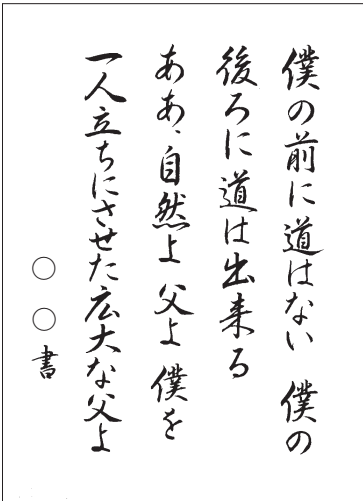 僕の前に道はない　僕の
後ろに道は出来る
ああ、自然よ　父よ　僕を
一人立ちにさせた広大な父よ
〇〇書